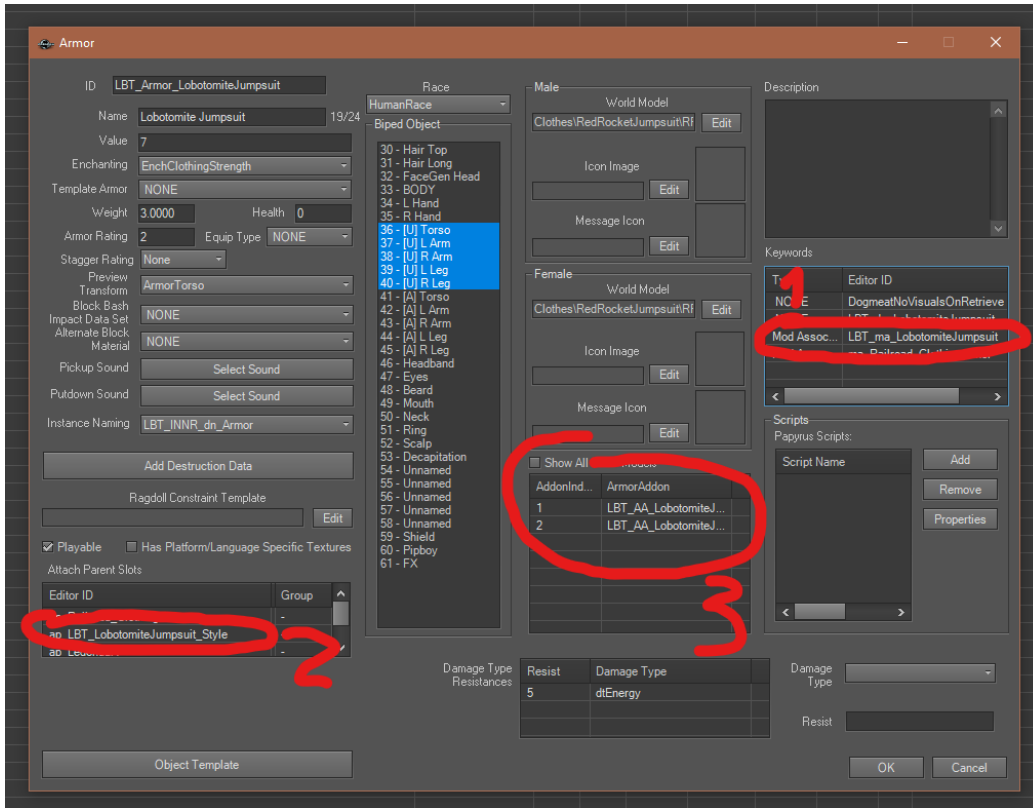 Armor
ID LBT_Armor_LobotomiteJumpsuit
Name Lobotomite Jumpsuit 19/24
Value 7
Enchanting EnchClothingStrength
Template Armor NONE
Weight 3.0000 Health 0
Armor Rating 2 Equip Type NONE
Stagger Rating None
Preview Transform ArmorTorso
Block Bash Impact Data Set NONE
Alternate Block Material NONE
Pickup Sound Select Sound
Putdown Sound Select Sound
Instance Naming LBT_INNR_dn_Armor
Add Destruction Data
Ragdoll Constraint Template
Edit
Playable Has Platform/Language Specific Textures
Attach Parent Slots
Editor ID Group
-
ap_LBT_LobotomiteJumpsuit_Style -
-
2
Object Template
Race
HumanRace
Biped Object
30 - Hair Top
31 - Hair Long
32 - FaceGen Head
33 - BODY
34 - L Hand
35 - R Hand
36 - [U] Torso
37 - [U] L Arm
38 - [U] R Arm
39 - [U] L Leg
40 - [U] R Leg
41 - [A] Torso
42 - [A] L Arm
43 - [A] R Arm
44 - [A] L Leg
45 - [A] R Leg
46 - Headband
47 - Eyes
48 - Beard
49 - Mouth
50 - Neck
51 - Ring
52 - Scalp
53 - Decapitation
54 - Unnamed
55 - Unnamed
56 - Unnamed
57 - Unnamed
58 - Unnamed
59 - Shield
60 - Pipboy
61 - FX
Male
World Model
Clothes\RedRocketJumpsuit\RF Edit
Icon Image
Edit
Message Icon
Edit
Female
World Model
Clothes\RedRocketJumpsuit\RF Edit
Icon Image
Edit
Message Icon
Edit
Show All Models
AddonInd... ArmorAddon
1 LBT_AA_LobotomiteJ...
2 LBT_AA_LobotomiteJ...
3
Damage Type Resistances
Resist Damage Type
5 dtEnergy
Description
Keywords
1
Editor ID
DogmeatNoVisualsOnRetrieve
Mod Assoc... LBT_ma_LobotomiteJumpsuit
Scripts
Papyrus Scripts:
Script Name
Add
Remove
Properties
Damage Type
Resist
OK Cancel